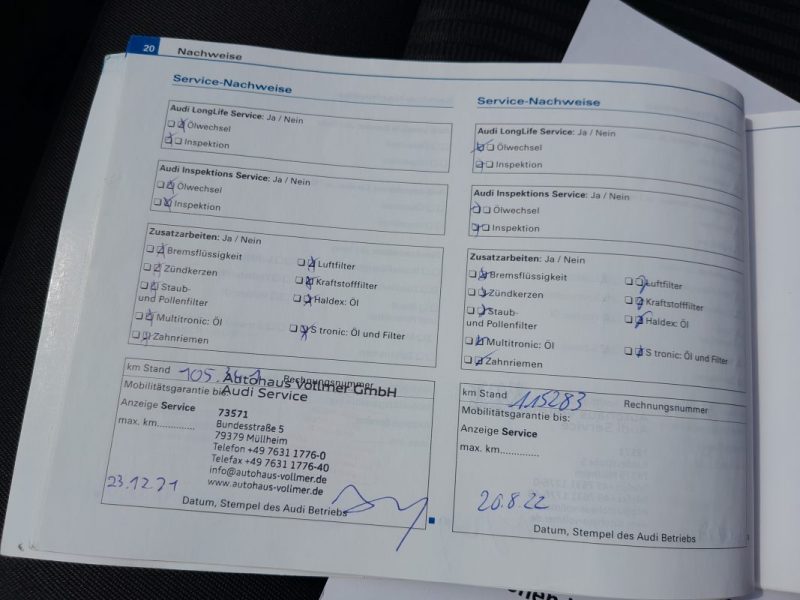 20 Nachweise
Service-Nachweise
Audi LongLife Service: Ja / Nein
Ölwechsel
Inspektion
Audi Inspektions Service: Ja / Nein
Ölwechsel
Inspektion
Zusatzarbeiten: Ja / Nein
Bremsflüssigkeit
Luftfilter
Zündkerzen
Kraftstofffilter
Staub-
und Pollenfilter
Haldex: Öl
Multitronic: Öl
S tronic: Öl und Filter
Zahnriemen
km Stand 105. Rechnungsnummer
Autohaus Vollmer GmbH
Mobilitätsgarantie bis:
Audi Service
Anzeige Service
73571
max. km..............
Bundesstraße 5
79379 Müllheim
Telefon +49 7631 1776-0
Telefax +49 7631 1776-40
info@autohaus-vollmer.de
www.autohaus-vollmer.de
23.12.21
Datum, Stempel des Audi Betriebs
Service-Nachweise
Audi LongLife Service: Ja / Nein
Ölwechsel
Inspektion
Audi Inspektions Service: Ja / Nein
Ölwechsel
Inspektion
Zusatzarbeiten: Ja / Nein
Bremsflüssigkeit
Luftfilter
Zündkerzen
Kraftstofffilter
Staub-
und Pollenfilter
Haldex: Öl
Multitronic: Öl
S tronic: Öl und Filter
Zahnriemen
km Stand 115283 Rechnungsnummer
Mobilitätsgarantie bis:
Anzeige Service
max. km..............
20.8.22
Datum, Stempel des Audi Betriebs